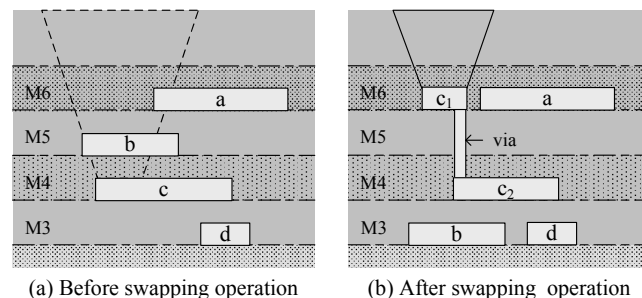 M6 a
M5 b
M4 c
M3 d
(a) Before swapping operation
M6 c₁ a
M5 via
M4 c₂
M3 b d
(b) After swapping operation